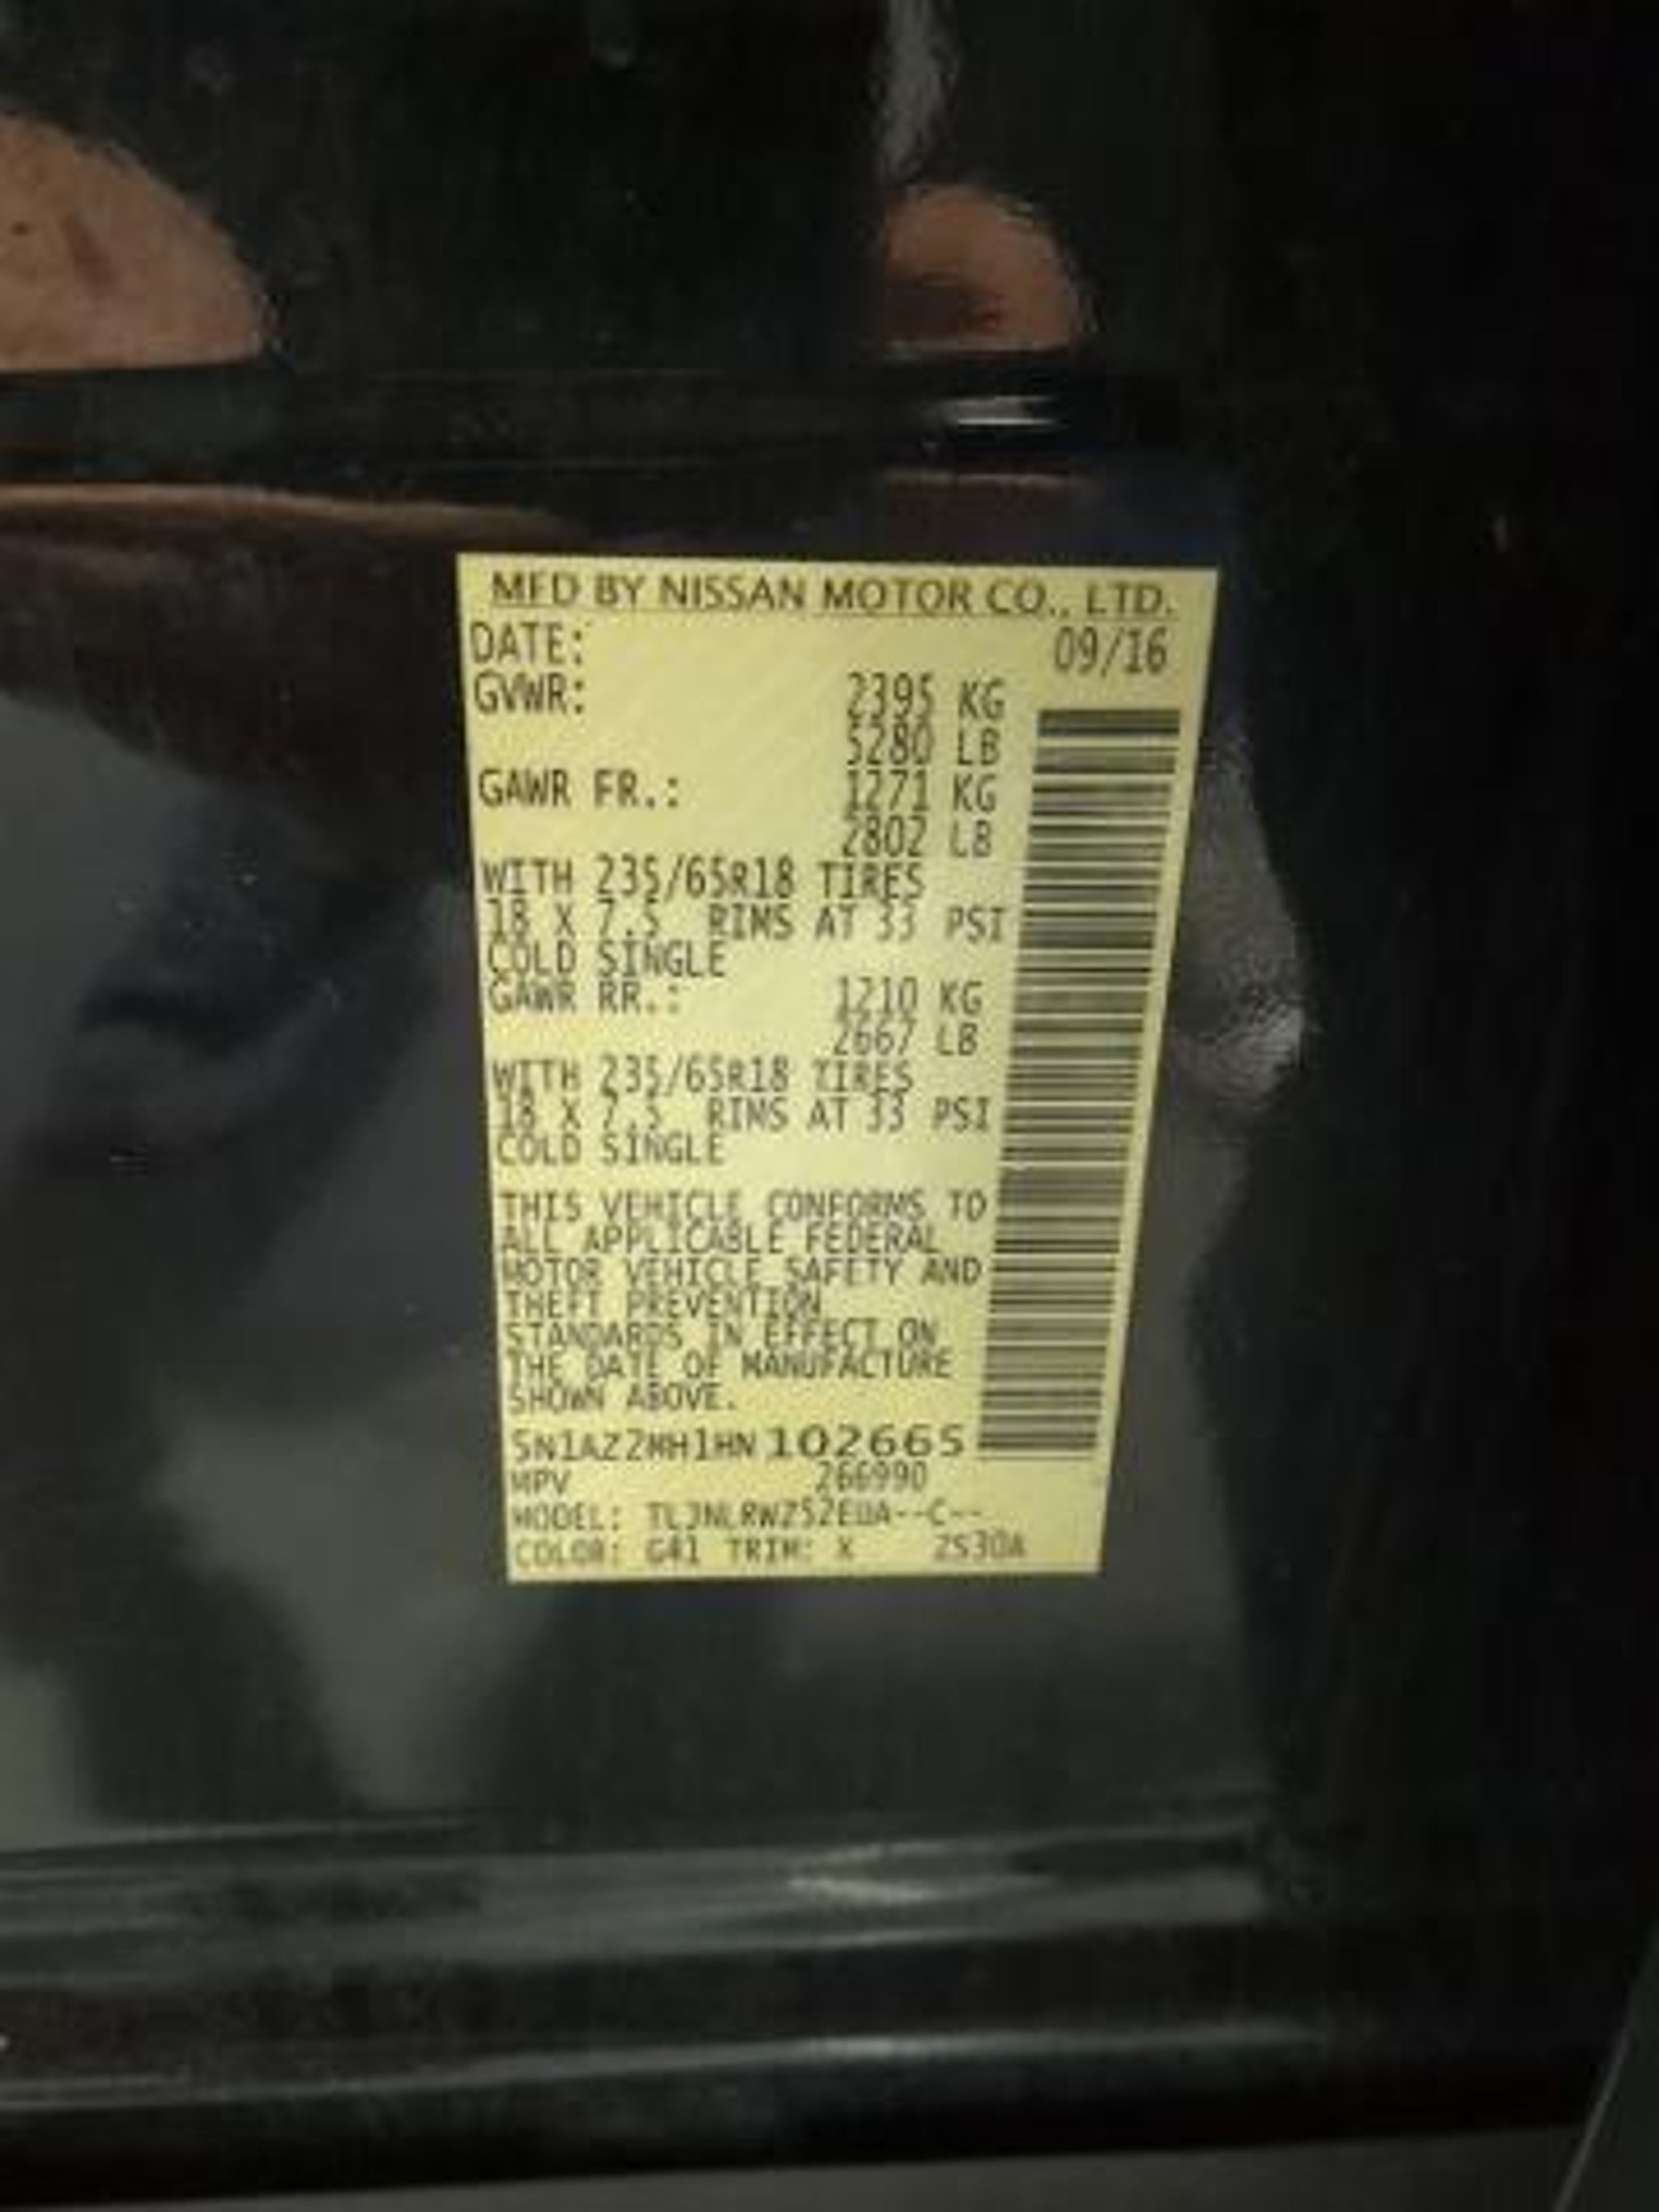 MFD BY NISSAN MOTOR CO., LTD.
DATE: 09/16
GVWR: 2395 KG
5280 LB
GAWR FR.: 1271 KG
2802 LB
WITH 235/65R18 TIRES
18 X 7.5 RIMS AT 33 PSI
COLD SINGLE
GAWR RR.: 1210 KG
2667 LB
WITH 235/65R18 TIRES
18 X 7.5 RIMS AT 33 PSI
COLD SINGLE
THIS VEHICLE CONFORMS TO
ALL APPLICABLE FEDERAL
MOTOR VEHICLE SAFETY AND
THEFT PREVENTION
STANDARDS IN EFFECT ON
THE DATE OF MANUFACTURE
SHOWN ABOVE.
5N1AZ2MH1HN102665
MPV 266990
MODEL: TLJNLRWZ52EUA--C--
COLOR: G41 TRIM: X 2S30A